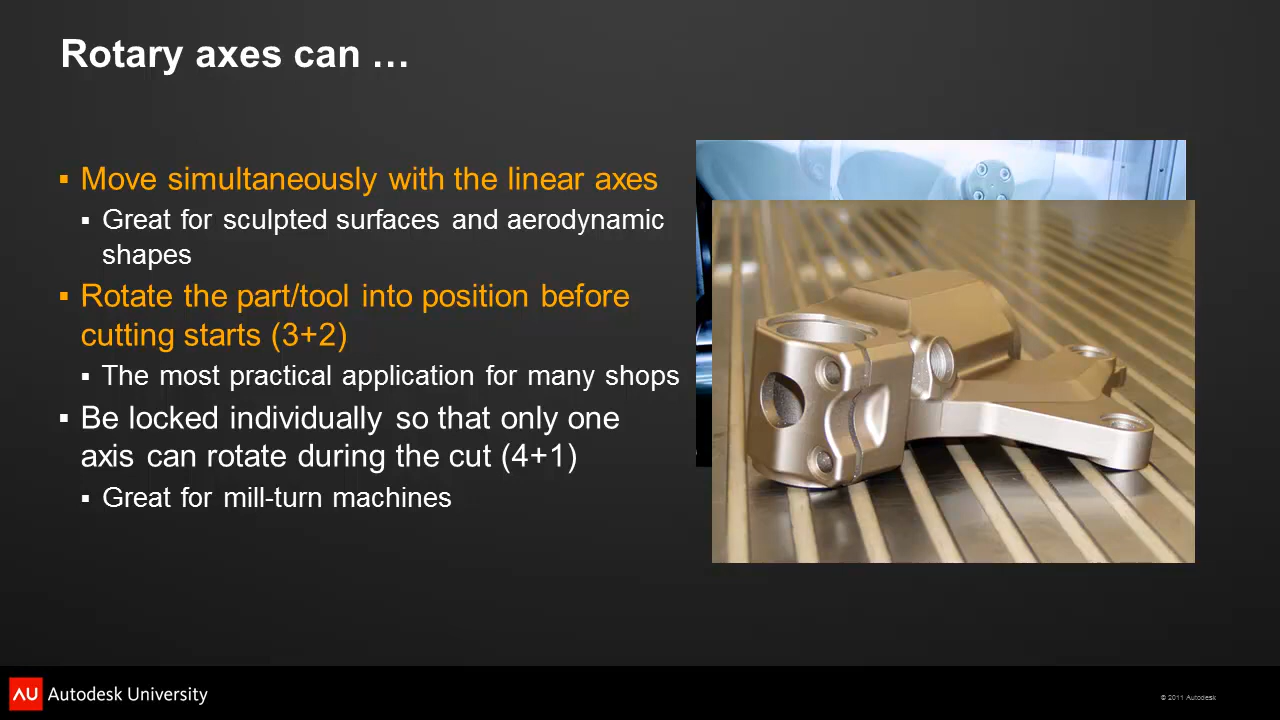 Rotary axes can …
▪ Move simultaneously with the linear axes
▪ Great for sculpted surfaces and aerodynamic
shapes
▪ Rotate the part/tool into position before
cutting starts (3+2)
▪ The most practical application for many shops
▪ Be locked individually so that only one
axis can rotate during the cut (4+1)
▪ Great for mill-turn machines
AU Autodesk University
© 2011 Autodesk